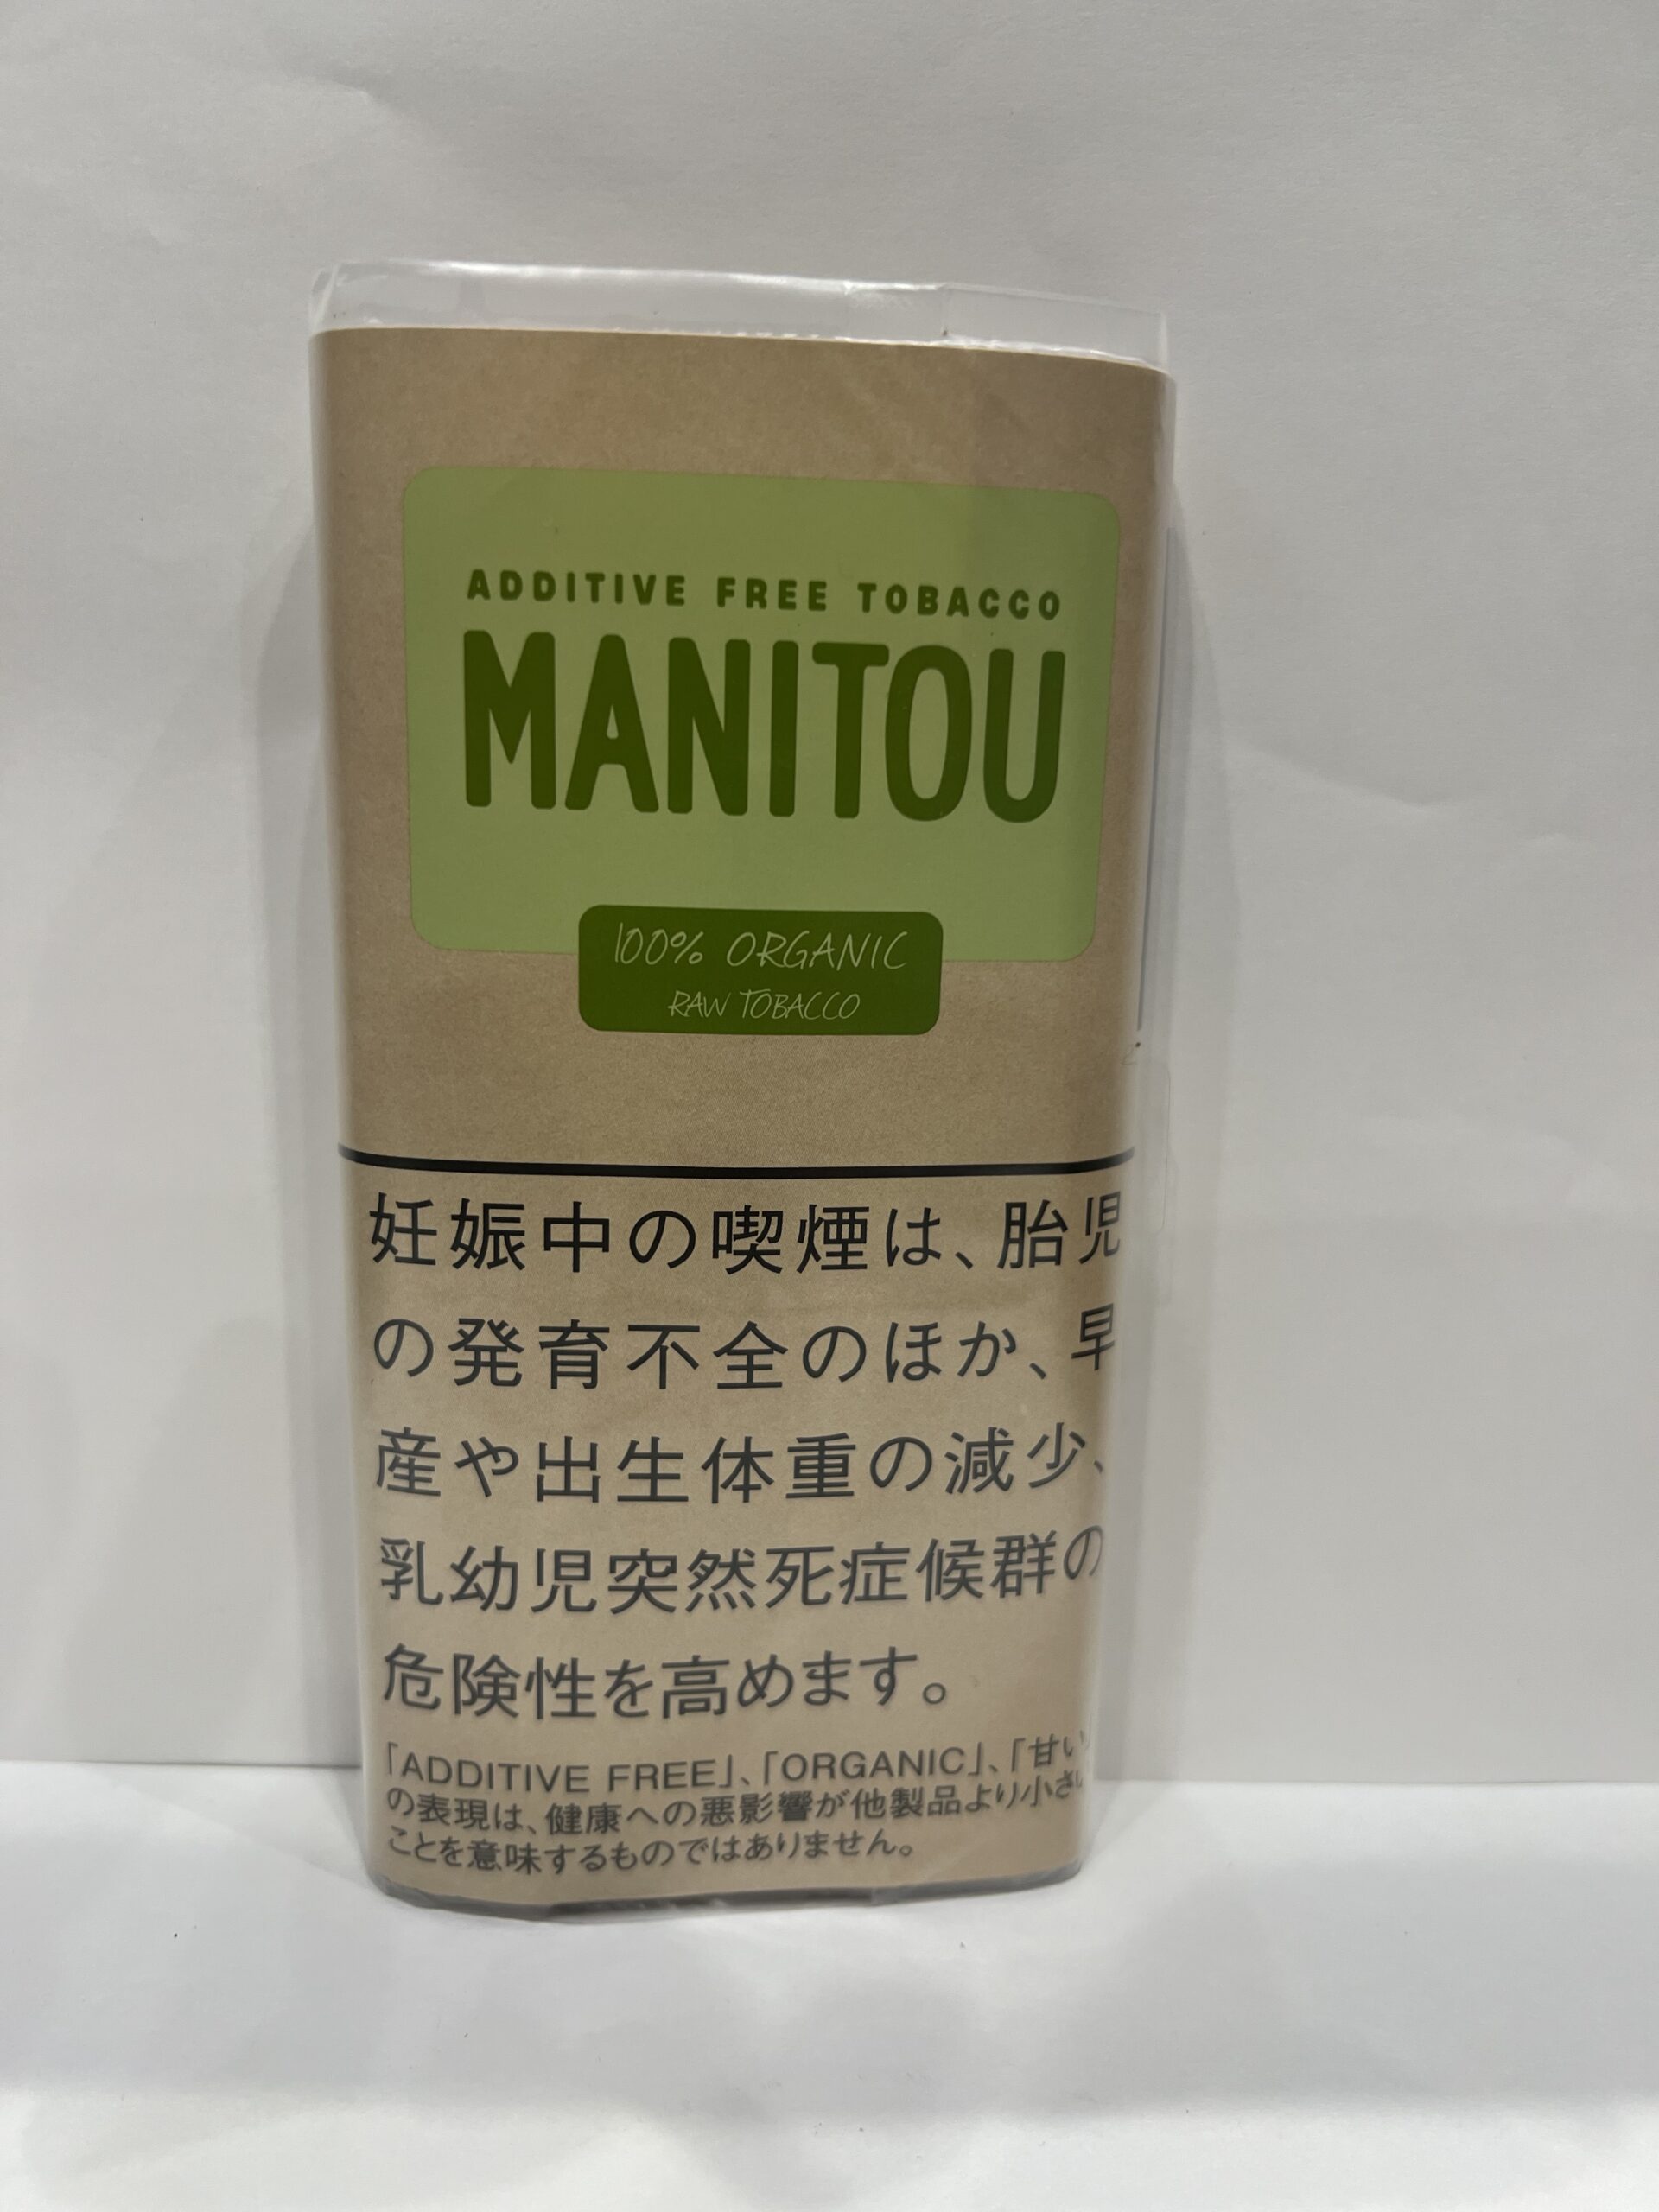 ADDITIVE FREE TOBACCO
MANITOU
100% ORGANIC
RAW TOBACCO
妊娠中の喫煙は、胎児
の発育不全のほか、早
産や出生体重の減少、
乳幼児突然死症候群の
危険性を高めます。
「ADDITIVE FREE」、「ORGANIC」、「甘い
の表現は、健康への悪影響が他製品より小さい
ことを意味するものではありません。